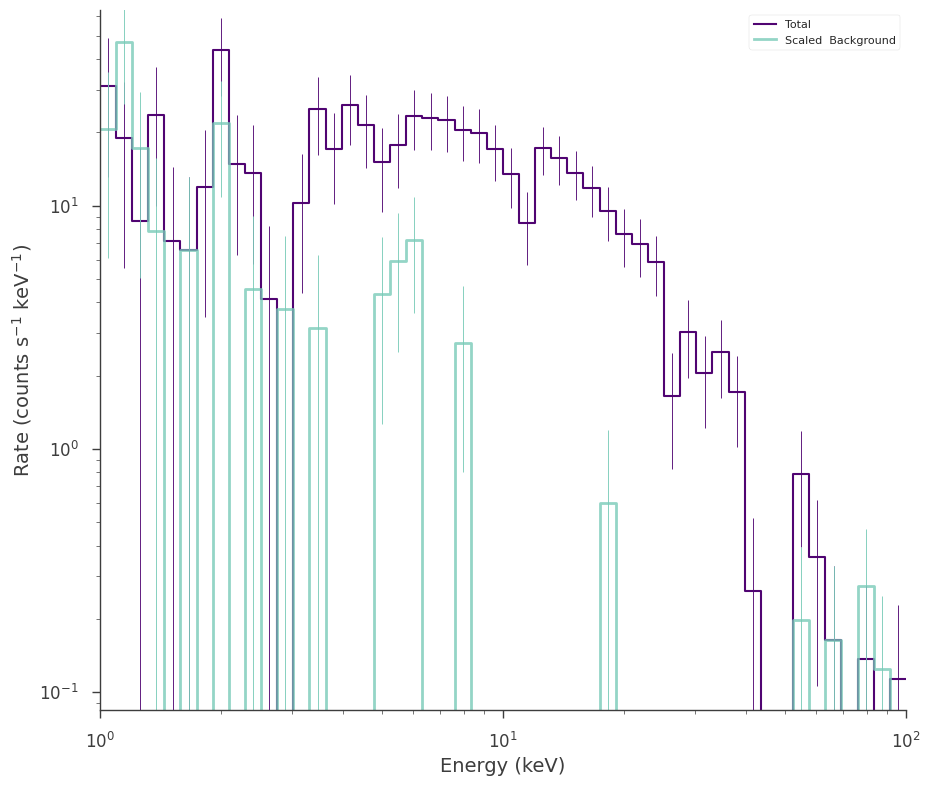 Total
Scaled  Background
Rate (counts s⁻¹ keV⁻¹)
10¹
10⁰
10⁻¹
10⁰
10¹
10²
Energy (keV)